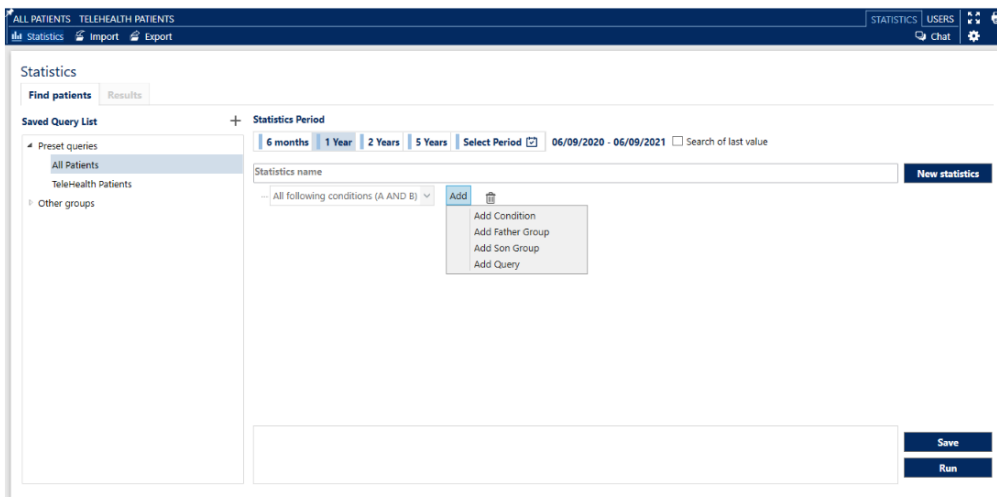 ALL PATIENTS TELEHEALTH PATIENTS STATISTICS USERS
Statistics Import Export Chat
Statistics
Find patients Results
Saved Query List
Preset queries
All Patients
TeleHealth Patients
Other groups
Statistics Period
6 months 1 Year 2 Years 5 Years Select Period 06/09/2020 - 06/09/2021 Search of last value
Statistics name New statistics
All following conditions (A AND B) Add
Add Condition
Add Father Group
Add Son Group
Add Query
Save
Run